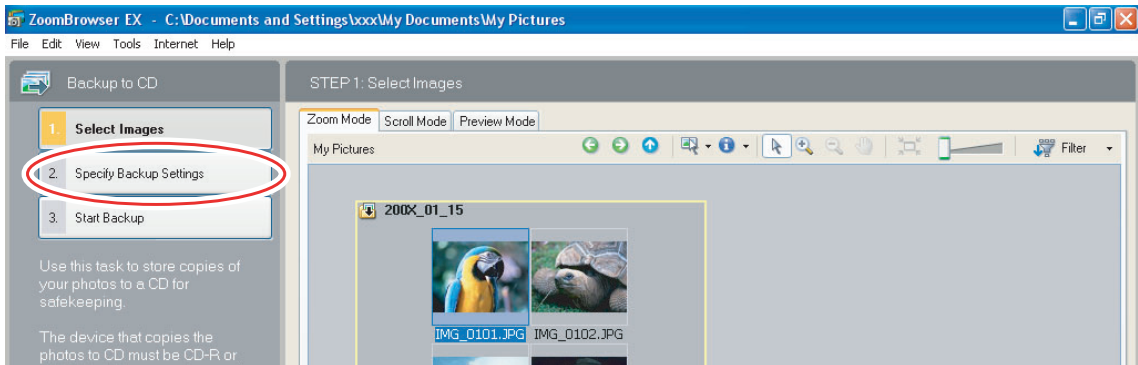 ZoomBrowser EX - C:\Documents and Settings\xxx\My Documents\My Pictures
File Edit View Tools Internet Help
Backup to CD
STEP 1: Select Images
1. Select Images
2. Specify Backup Settings
3. Start Backup
Use this task to store copies of
your photos to a CD for
safekeeping.
The device that copies the
photos to CD must be CD-R or
Zoom Mode Scroll Mode Preview Mode
My Pictures
Filter
200X_01_15
IMG_0101.JPG IMG_0102.JPG